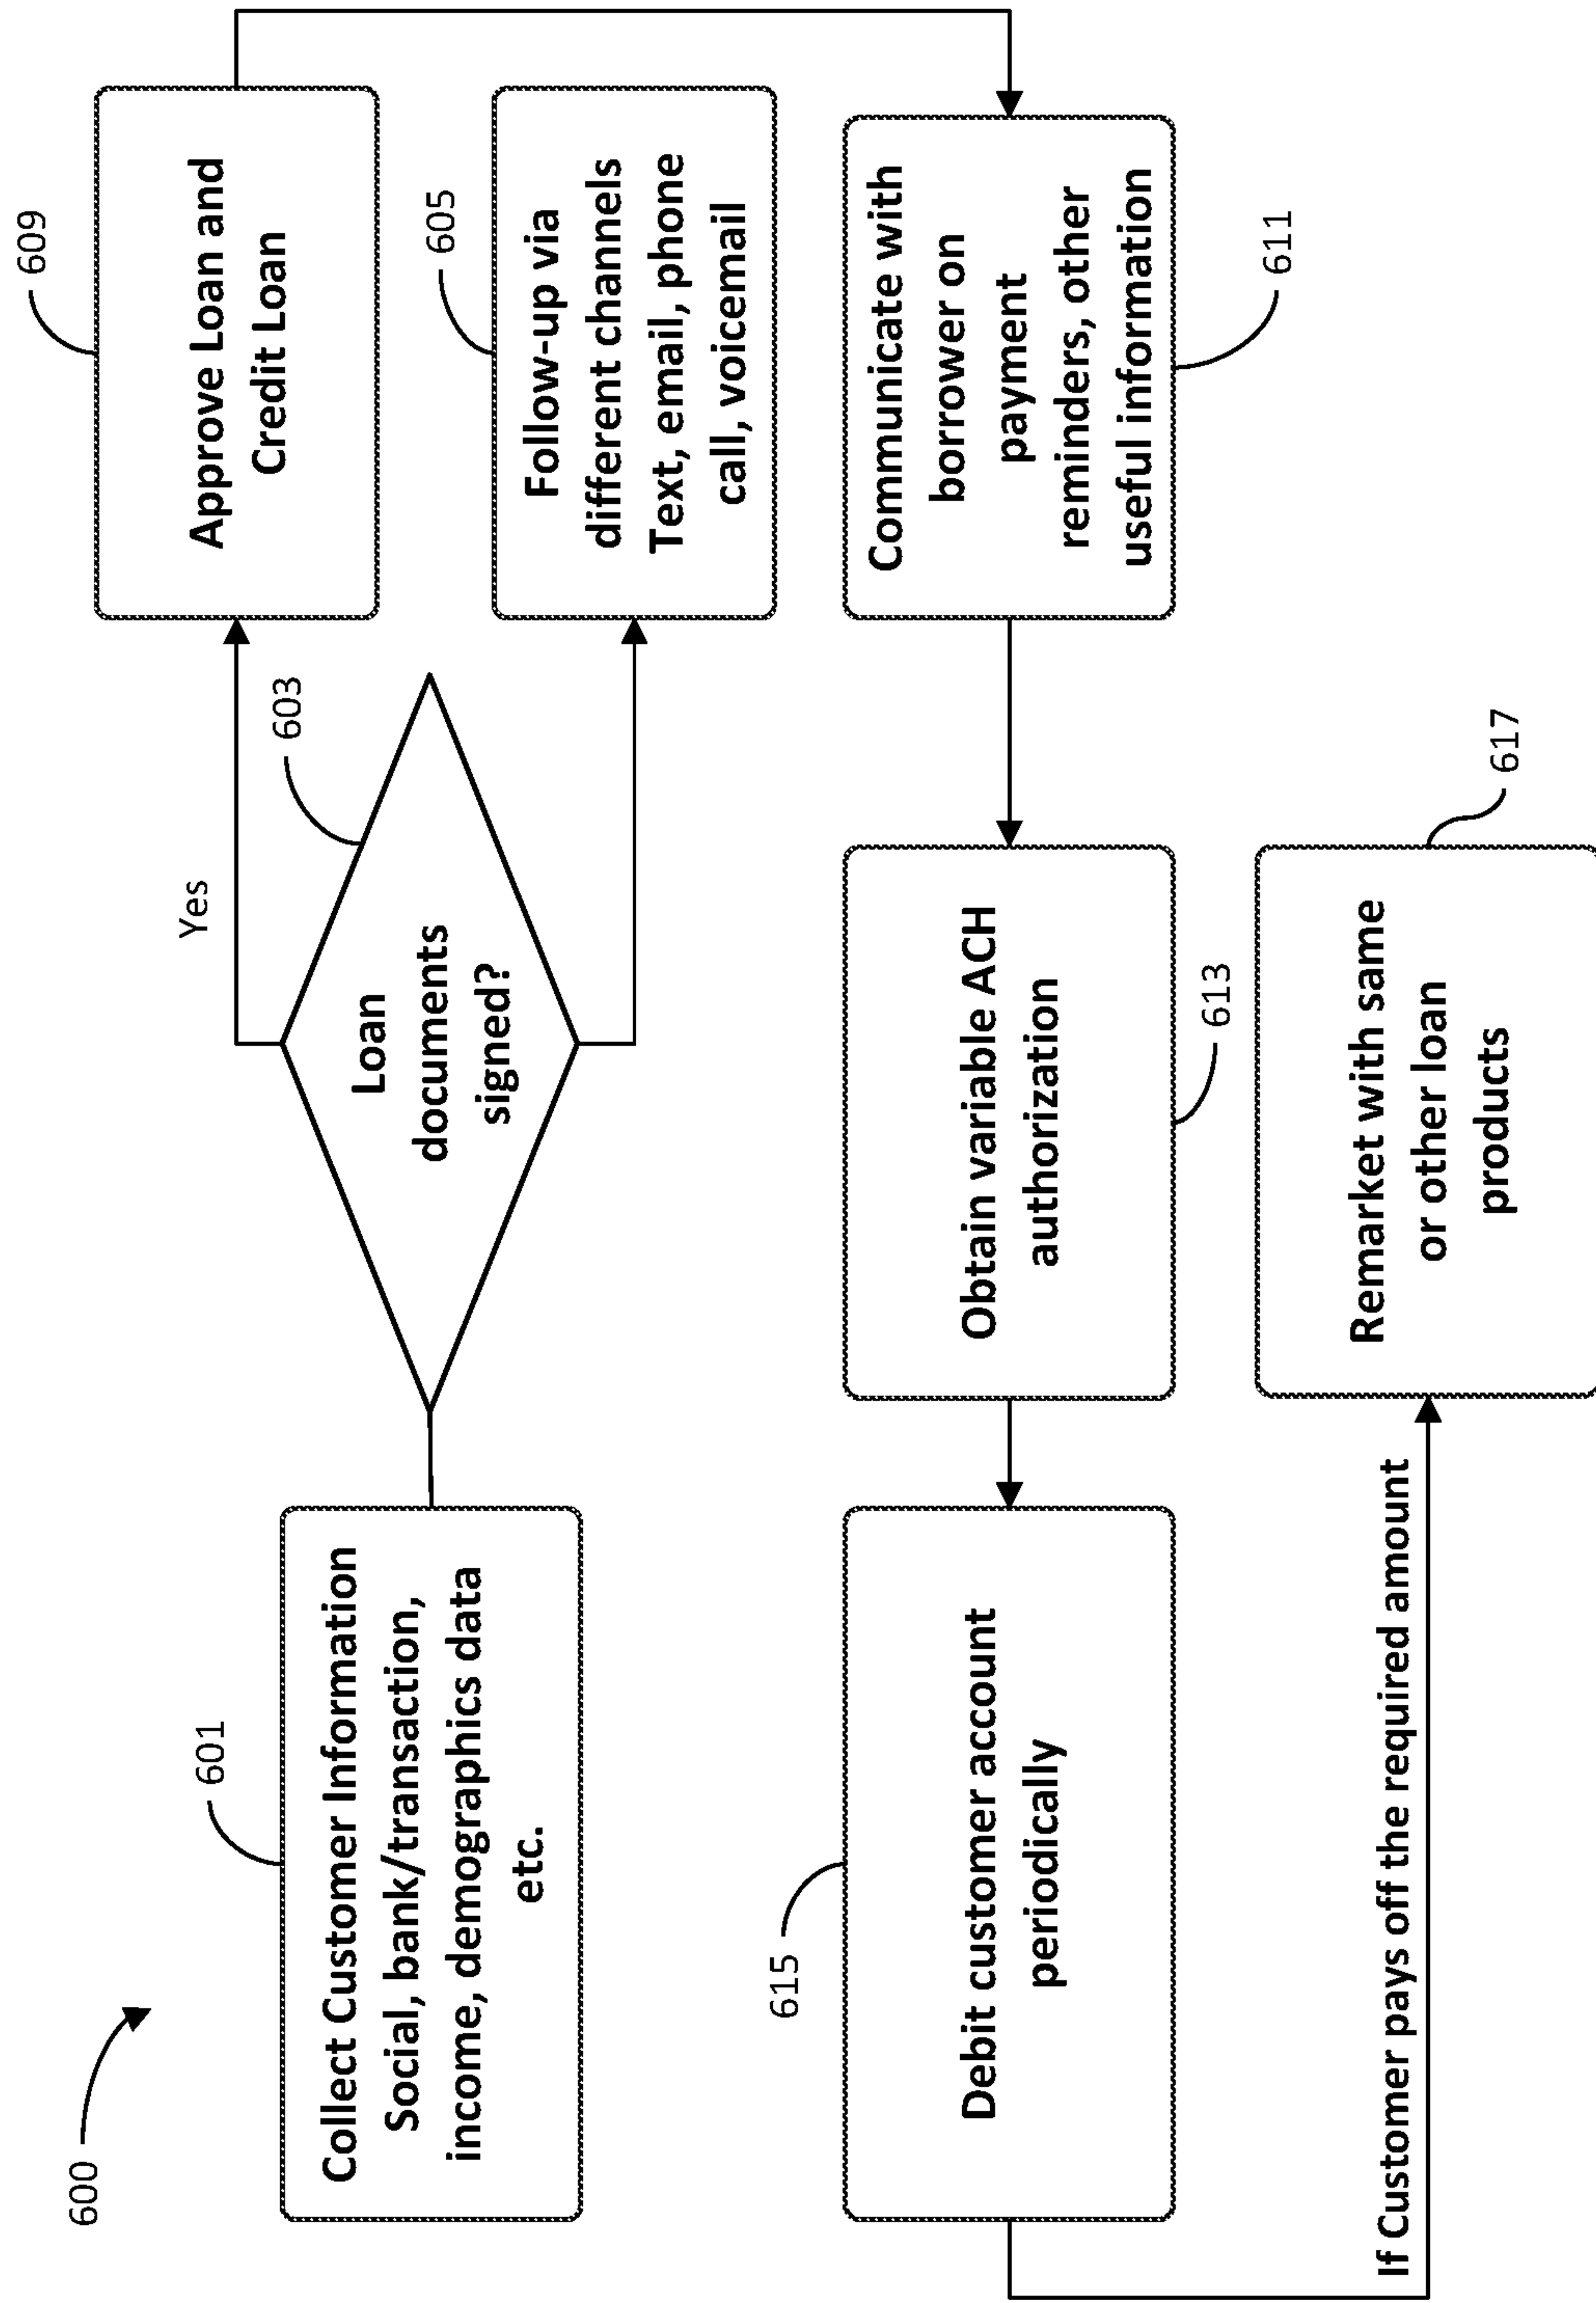 600
601
Collect Customer Information
Social, bank/transaction,
income, demographics data
etc.
Loan
documents
signed?
603
Yes
609
Approve Loan and
Credit Loan
605
Follow-up via
different channels
Text, email, phone
call, voicemail
Communicate with
borrower on
payment
reminders, other
useful information
611
Obtain variable ACH
authorization
613
615
Debit customer account
periodically
If Customer pays off the required amount
Remarket with same
or other loan
products
617